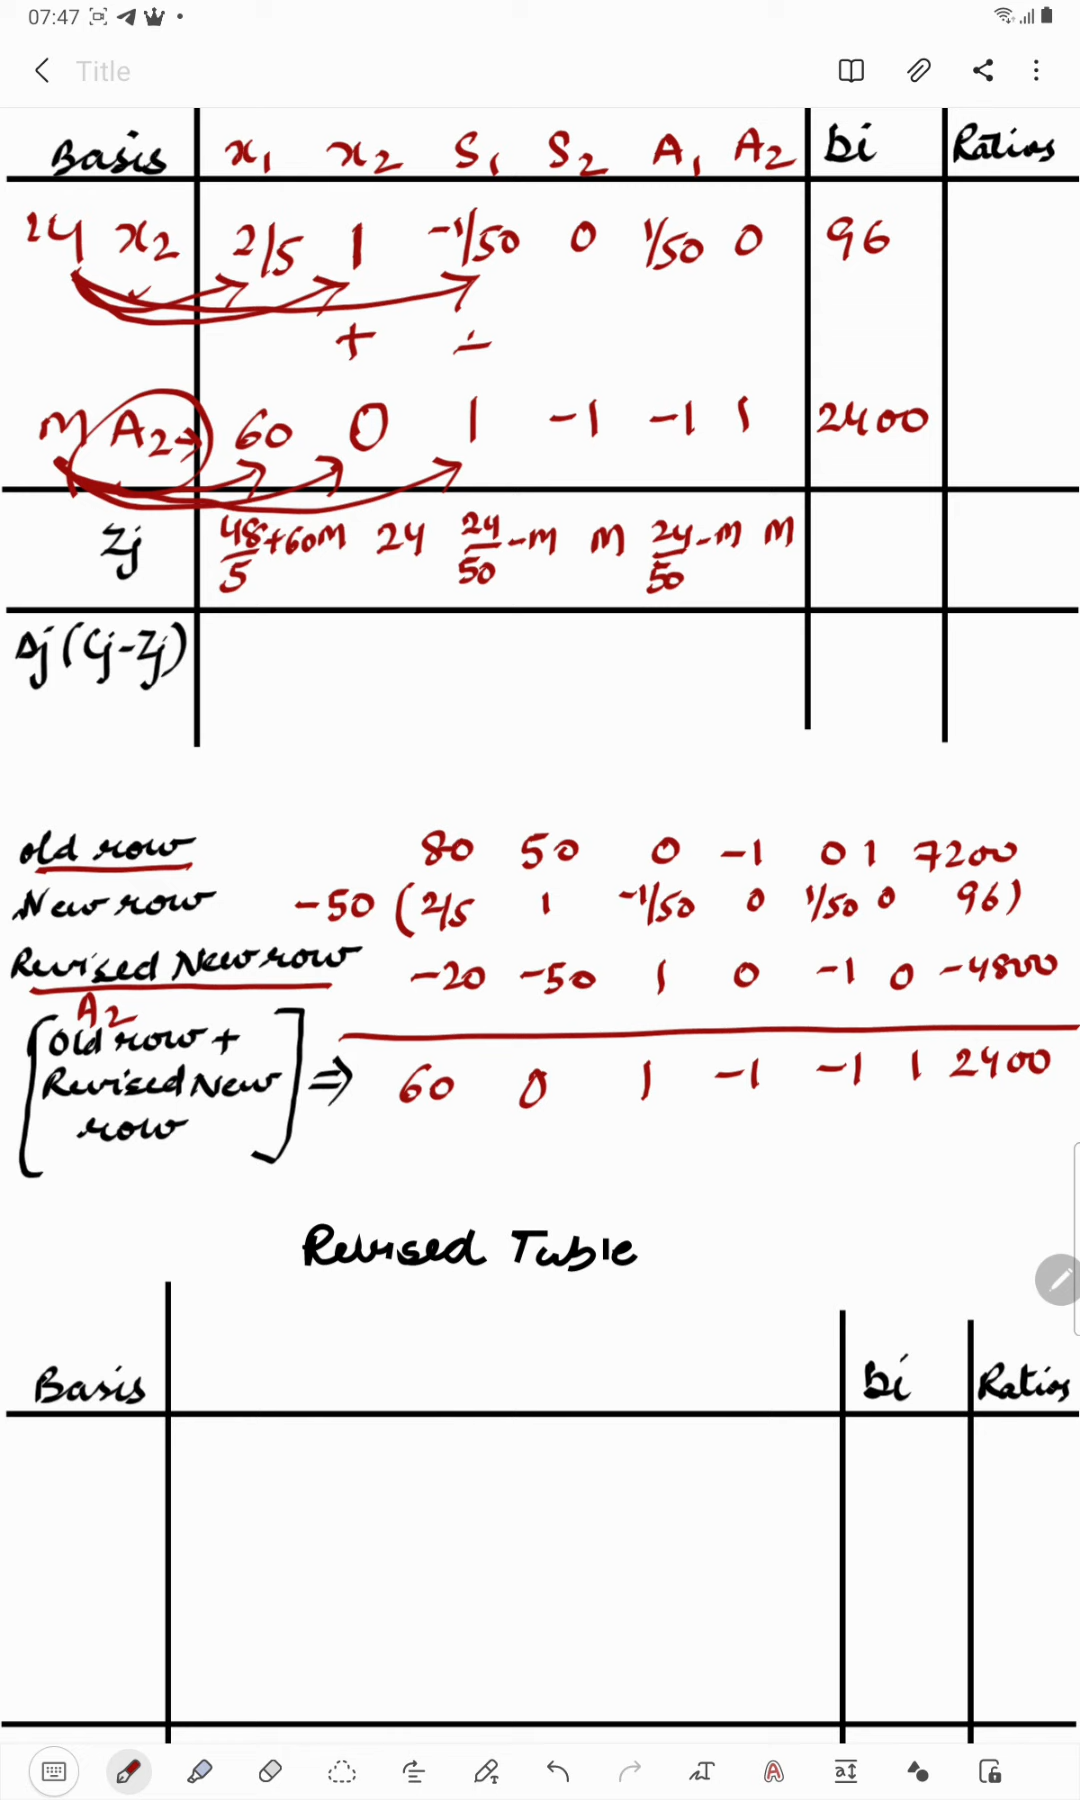 07:47
Title
Basis x₁ x₂ S₁ S₂ A₁ A₂ bi Ratios
24 x₂ 2/5 1 -1/50 0 1/50 0 96
+ -
M A₂→ 60 0 1 -1 -1 1 2400
Zj 48/5+60M 24 24/50-M M 24/50-M M
Δj(Cj-Zj)
old row 80 50 0 -1 0 1 7200
New row -50 (2/5 1 -1/50 0 1/50 0 96)
Revised New row -20 -50 1 0 -1 0 -4800
A₂
[Old row + Revised New row] ⇒ 60 0 1 -1 -1 1 2400
Revised Table
Basis bi Ratios